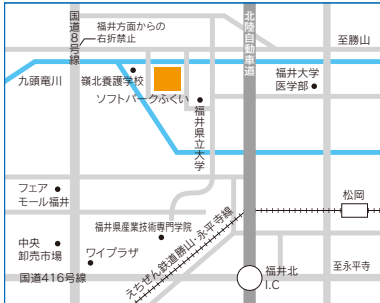 国道8号線
福井方面からの
右折禁止
北陸自動車道
至勝山
九頭竜川
嶺北養護学校
ソフトパークふくい
福井県立大学
福井大学
医学部
フェア
モール福井
松岡
福井県産業技術専門学院
えちぜん鉄道勝山・永平寺線
中央
卸売市場
ワイプラザ
国道416号線
福井北
I.C
至永平寺